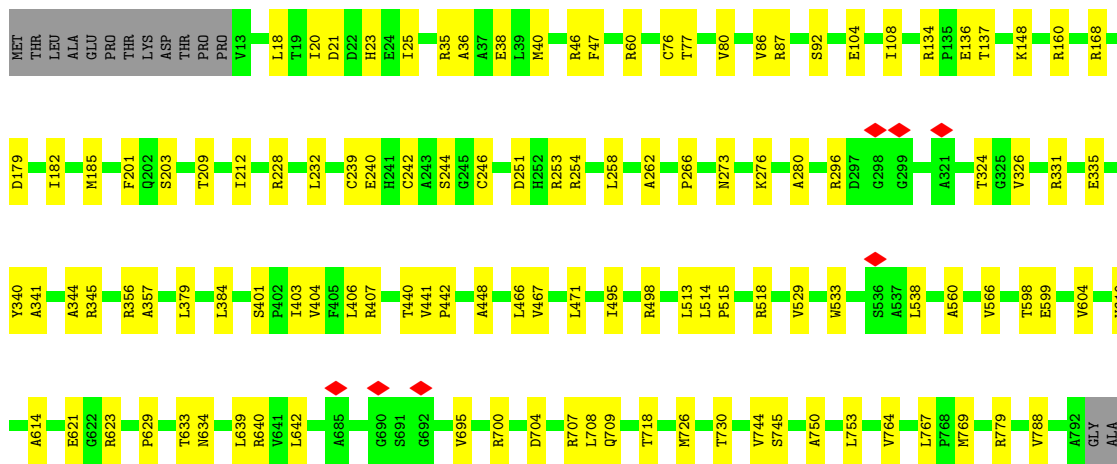 MET THR LEU ALA GLU PRO THR LYS ASP THR PRO PRO V13 L18 T19 I20 D21 D22 H23 E24 I25 R35 A36 A37 E38 L39 M40 R46 F47 R60 C76 T77 V80 V86 R87 S92 E104 I108 R134 P135 E136 T137 K148 R160 R168
D179 I182 M185 F201 Q202 S203 T209 I212 R228 L232 C239 E240 H241 C242 A243 S244 G245 C246 D251 H252 R253 R254 L258 A262 P266 N273 K276 A280 R296 D297 G298 G299 A321 T324 G325 V326 R331 E335
Y340 A341 A344 R345 R356 A357 L379 L384 S401 P402 I403 V404 F405 L406 R407 T440 V441 P442 A448 L466 V467 L471 I495 R498 L513 L514 P515 R518 V529 W533 S536 A537 L538 A560 V566 T598 E599 V604
A614 E621 G622 R623 P629 T633 N634 L639 R640 V641 L642 A685 G690 S691 G692 V695 R700 D704 R707 L708 Q709 T718 M726 T730 V744 S745 A750 L753 V764 L767 P768 M769 R779 V788 A792 GLY ALA